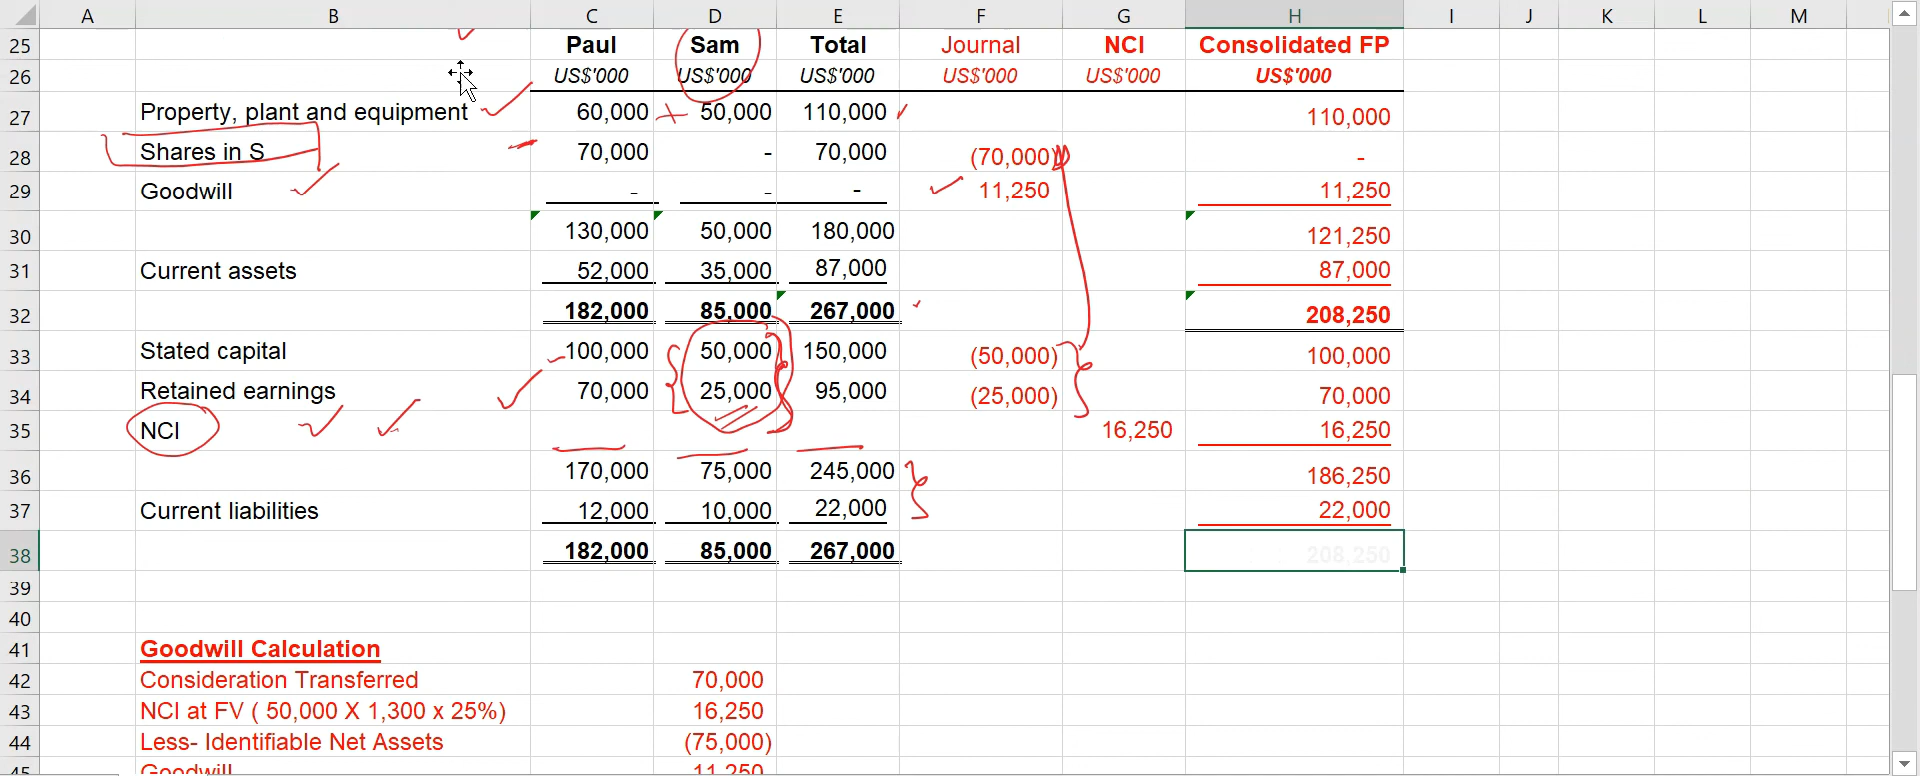 A B C D E F G H I J K L M
25 Paul Sam Total Journal NCI Consolidated FP
26 US$'000 US$'000 US$'000 US$'000 US$'000 US$'000
27 Property, plant and equipment 60,000 50,000 110,000 110,000
28 Shares in S 70,000 - 70,000 (70,000) -
29 Goodwill - - - 11,250 11,250
30 130,000 50,000 180,000 121,250
31 Current assets 52,000 35,000 87,000 87,000
32 182,000 85,000 267,000 208,250
33 Stated capital 100,000 50,000 150,000 (50,000) 100,000
34 Retained earnings 70,000 25,000 95,000 (25,000) 70,000
35 NCI 16,250 16,250
36 170,000 75,000 245,000 186,250
37 Current liabilities 12,000 10,000 22,000 22,000
38 182,000 85,000 267,000 208,250
39
40
41 Goodwill Calculation
42 Consideration Transferred 70,000
43 NCI at FV ( 50,000 X 1,300 x 25%) 16,250
44 Less- Identifiable Net Assets (75,000)
45 Goodwill 11,250